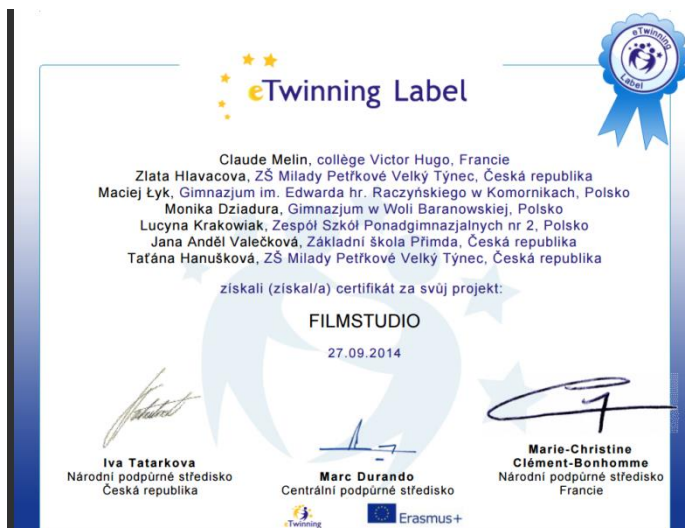 eTwinning
Label
eTwinning Label
Claude Melin, collège Victor Hugo, Francie
Zlata Hlavacova, ZŠ Milady Petřkové Velký Týnec, Česká republika
Maciej Łyk, Gimnazjum im. Edwarda hr. Raczyńskiego w Komornikach, Polsko
Monika Dziadura, Gimnazjum w Woli Baranowskiej, Polsko
Lucyna Krakowiak, Zespół Szkół Ponadgimnazjalnych nr 2, Polsko
Jana Anděl Valečková, Základní škola Přimda, Česká republika
Taťána Hanušková, ZŠ Milady Petřkové Velký Týnec, Česká republika
získali (získal/a) certifikát za svůj projekt:
FILMSTUDIO
27.09.2014
Iva Tatarkova
Národní podpůrné středisko
Česká republika
Marc Durando
Centrální podpůrné středisko
Marie-Christine
Clément-Bonhomme
Národní podpůrné středisko
Francie
eTwinning
Erasmus+